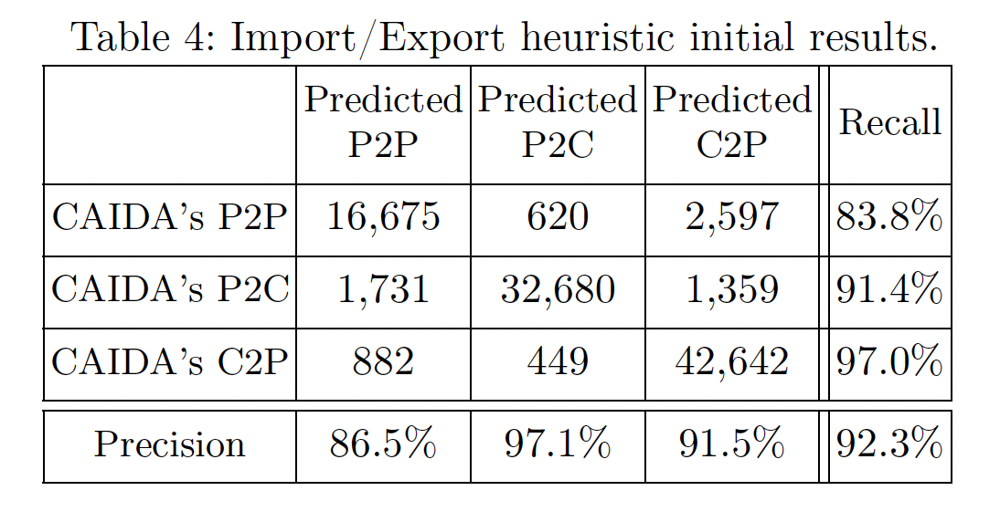 Table 4: Import/Export heuristic initial results.
Predicted Predicted Predicted Recall
P2P P2C C2P
CAIDA's P2P 16,675 620 2,597 83.8%
CAIDA's P2C 1,731 32,680 1,359 91.4%
CAIDA's C2P 882 449 42,642 97.0%
Precision 86.5% 97.1% 91.5% 92.3%